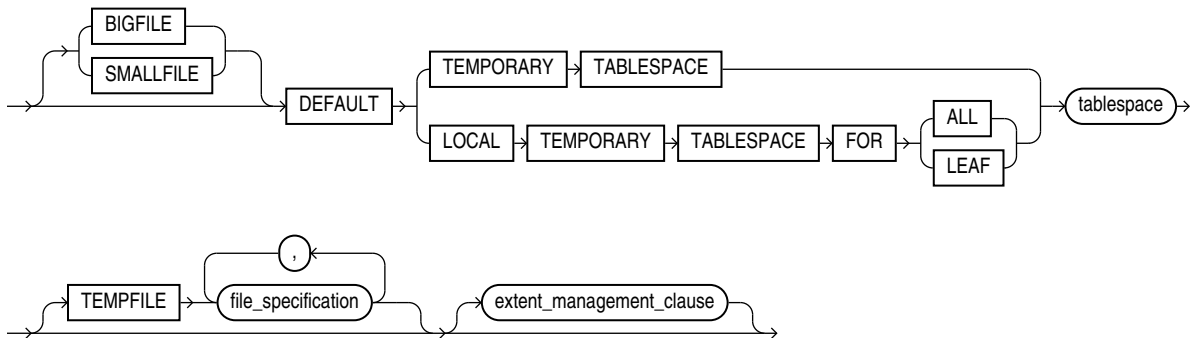 BIGFILE
SMALLFILE
DEFAULT
TEMPORARY TABLESPACE
LOCAL TEMPORARY TABLESPACE FOR
ALL
LEAF
tablespace
,
TEMPFILE file_specification extent_management_clause